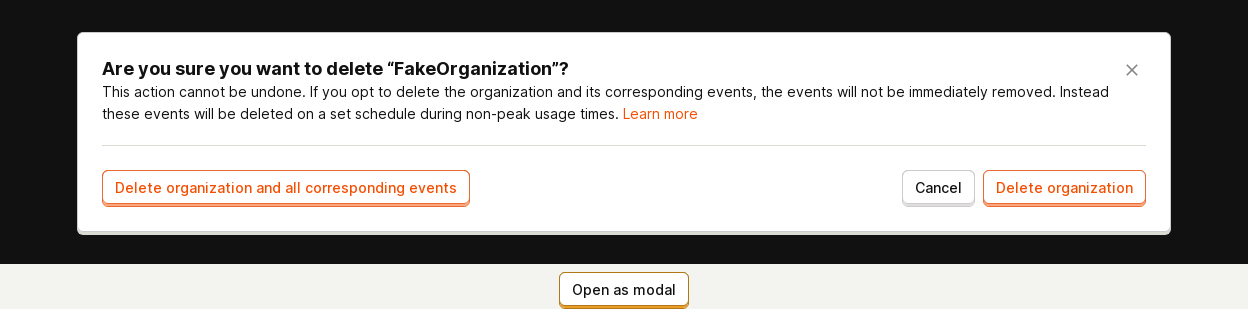 Are you sure you want to delete “FakeOrganization”?
This action cannot be undone. If you opt to delete the organization and its corresponding events, the events will not be immediately removed. Instead
these events will be deleted on a set schedule during non-peak usage times. Learn more
Delete organization and all corresponding events
Cancel
Delete organization
Open as modal